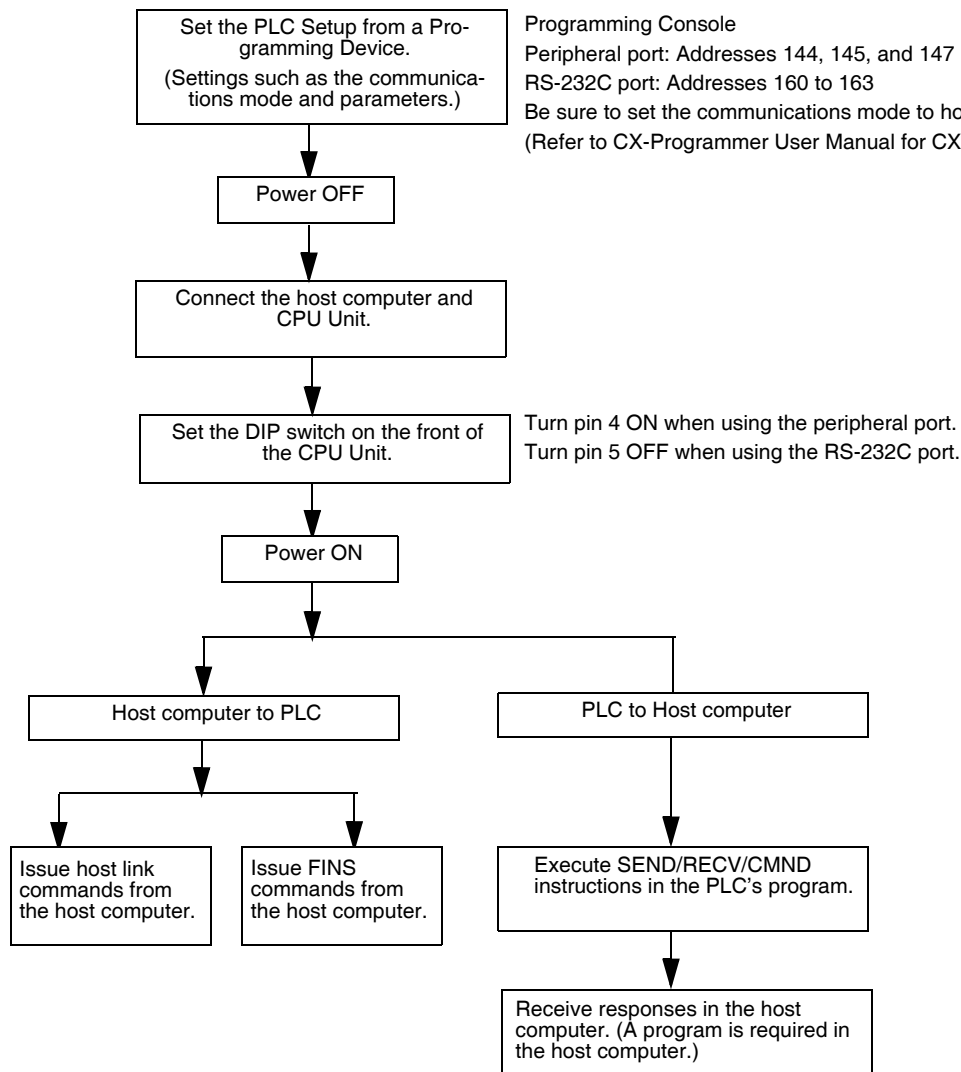 Set the PLC Setup from a Pro-
gramming Device.
(Settings such as the communica-
tions mode and parameters.)
Programming Console
Peripheral port: Addresses 144, 145, and 147
RS-232C port: Addresses 160 to 163
Be sure to set the communications mode to
(Refer to CX-Programmer User Manual for
Power OFF
Connect the host computer and
CPU Unit.
Set the DIP switch on the front of
the CPU Unit.
Turn pin 4 ON when using the peripheral port.
Turn pin 5 OFF when using the RS-232C port.
Power ON
Host computer to PLC
PLC to Host computer
Issue host link
commands from
the host computer.
Issue FINS
commands from
the host computer.
Execute SEND/RECV/CMND
instructions in the PLC's program.
Receive responses in the host
computer. (A program is required in
the host computer.)